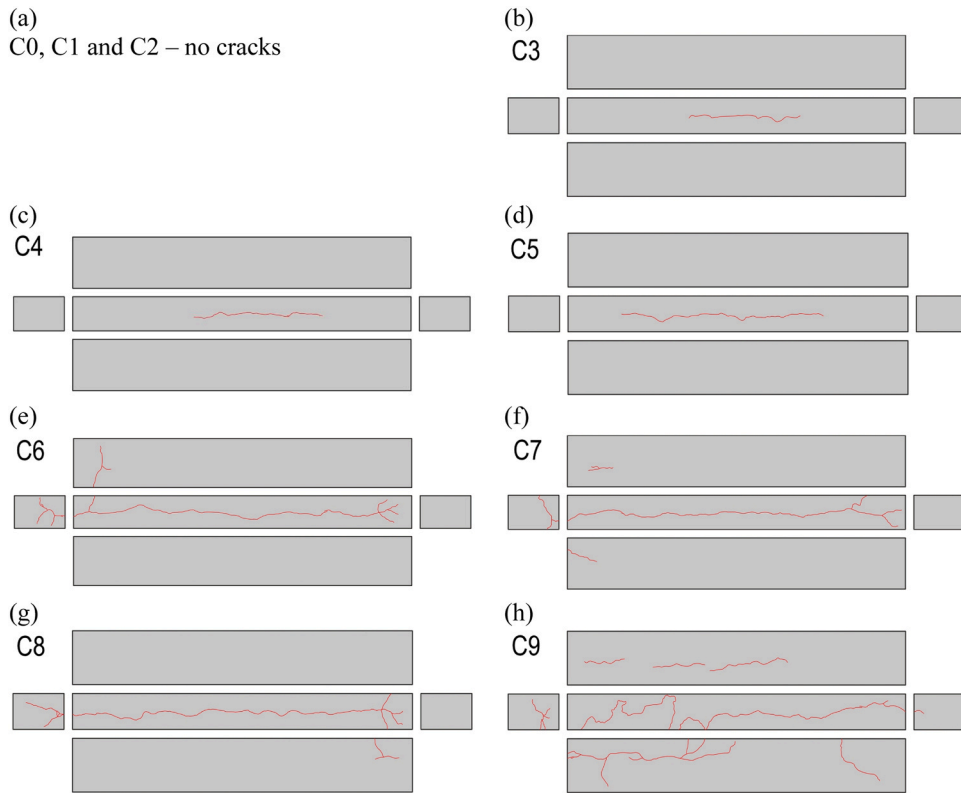 (a)
C0, C1 and C2 – no cracks
(b)
C3
(c)
C4
(d)
C5
(e)
C6
(f)
C7
(g)
C8
(h)
C9